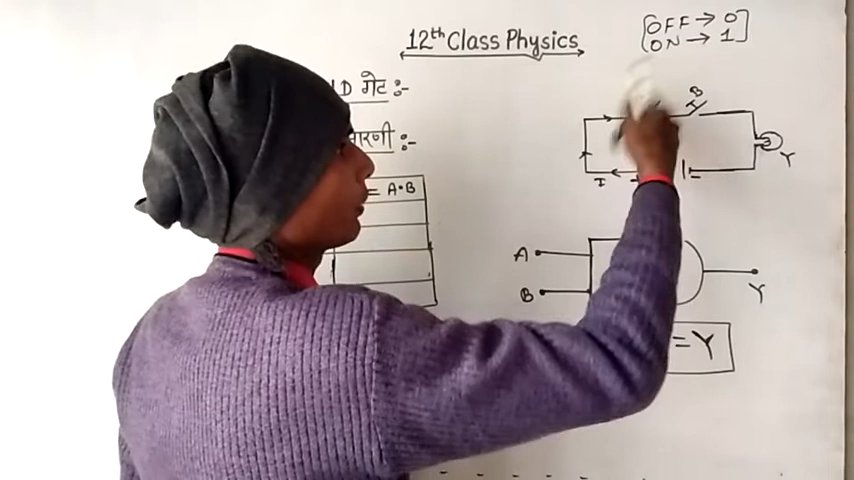 12th Class Physics
OFF → 0
ON → 1
D गेट :-
सारणी :-
= A·B
B
Y
I
A
B
Y
= Y